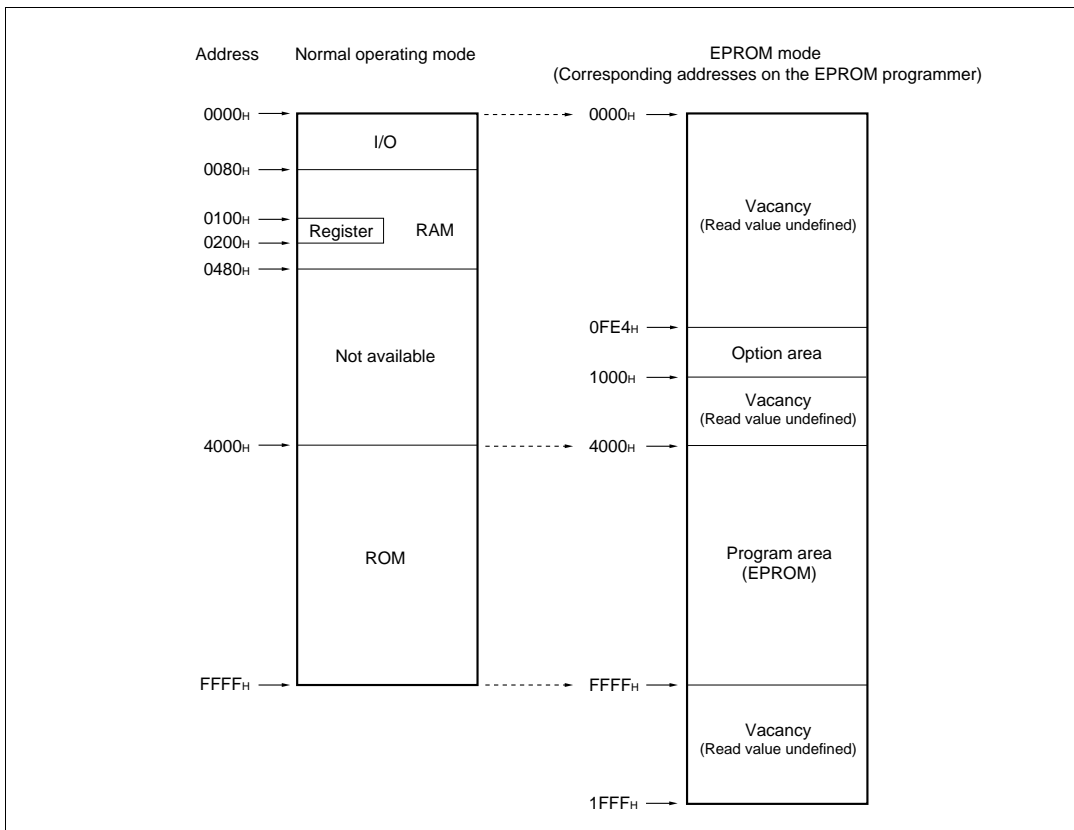 Address Normal operating mode
0000H
I/O
0080H
0100H
Register RAM
0200H
0480H
Not available
4000H
ROM
FFFFH
EPROM mode
(Corresponding addresses on the EPROM programmer)
0000H
Vacancy
(Read value undefined)
0FE4H
Option area
1000H
Vacancy
(Read value undefined)
4000H
Program area
(EPROM)
FFFFH
Vacancy
(Read value undefined)
1FFFH